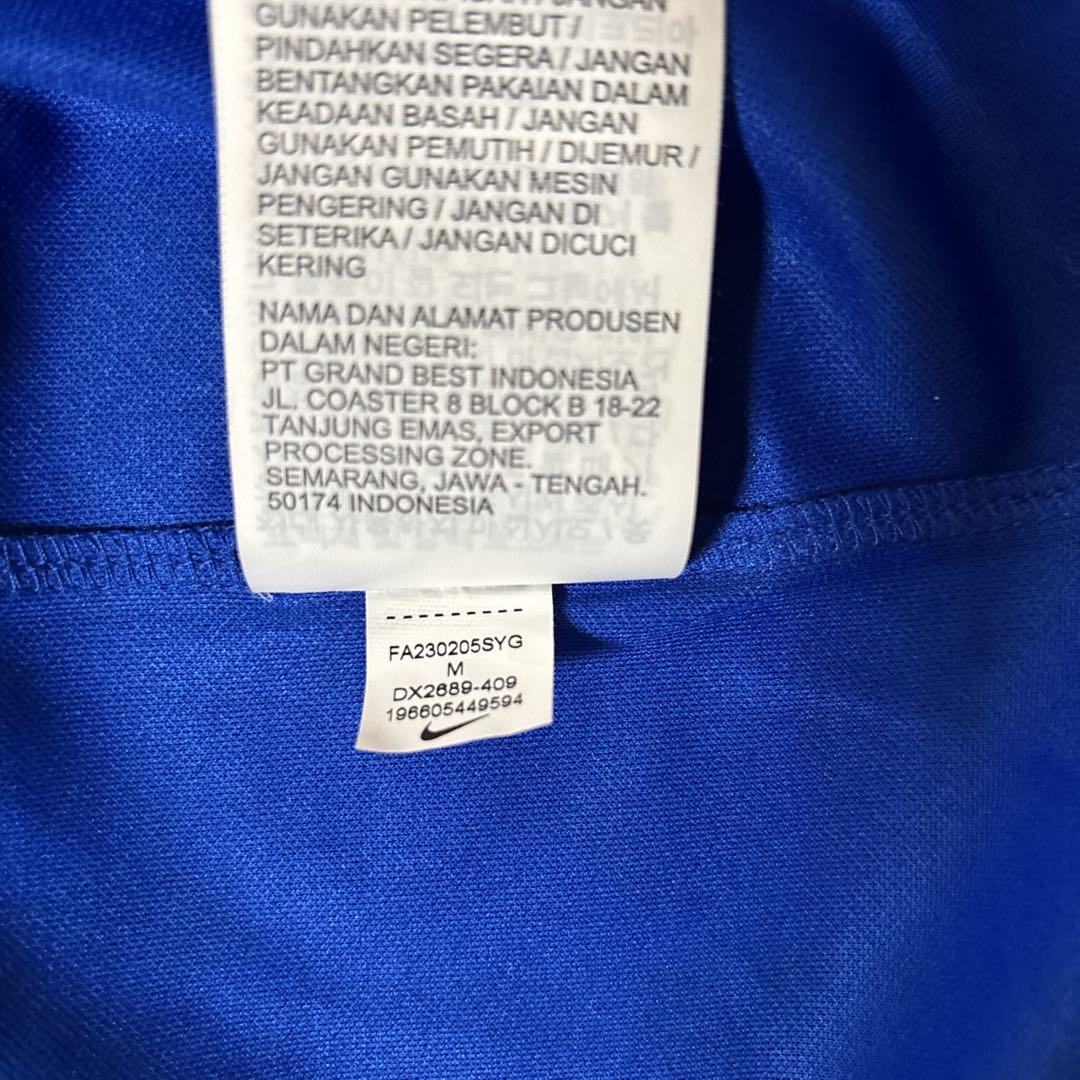 GUNAKAN PELEMBUT /
PINDAHKAN SEGERA / JANGAN
BENTANGKAN PAKAIAN DALAM
KEADAAN BASAH / JANGAN
GUNAKAN PEMUTIH / DIJEMUR /
JANGAN GUNAKAN MESIN
PENGERING / JANGAN DI
SETERIKA / JANGAN DICUCI
KERING
NAMA DAN ALAMAT PRODUSEN
DALAM NEGERI:
PT GRAND BEST INDONESIA
JL. COASTER 8 BLOCK B 18-22
TANJUNG EMAS, EXPORT
PROCESSING ZONE.
SEMARANG, JAWA - TENGAH.
50174 INDONESIA
FA230205SYG
M
DX2689-409
196605449594